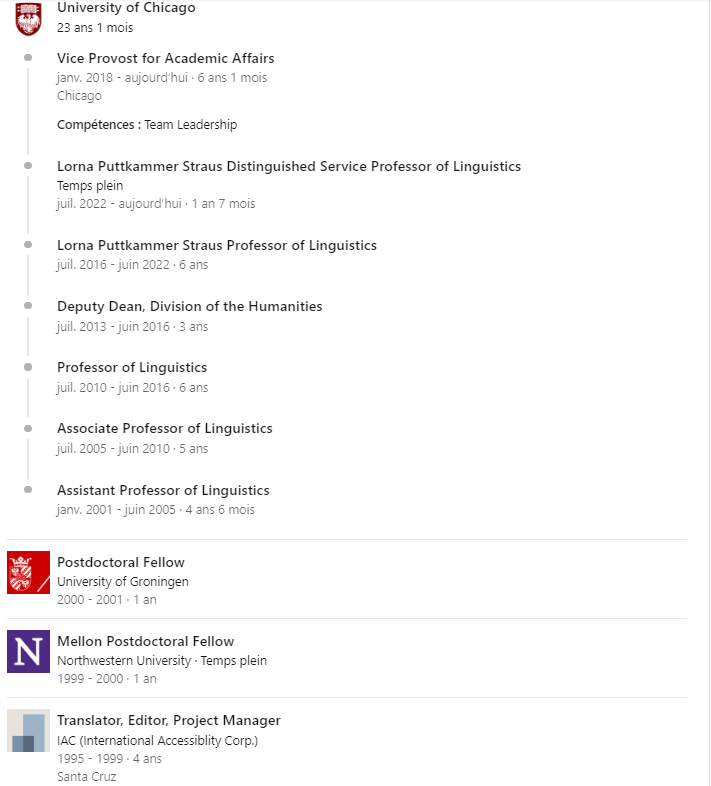 University of Chicago
23 ans 1 mois
Vice Provost for Academic Affairs
janv. 2018 - aujourd'hui · 6 ans 1 mois
Chicago
Compétences : Team Leadership
Lorna Puttkammer Straus Distinguished Service Professor of Linguistics
Temps plein
juil. 2022 - aujourd'hui · 1 an 7 mois
Lorna Puttkammer Straus Professor of Linguistics
juil. 2016 - juin 2022 · 6 ans
Deputy Dean, Division of the Humanities
juil. 2013 - juin 2016 · 3 ans
Professor of Linguistics
juil. 2010 - juin 2016 · 6 ans
Associate Professor of Linguistics
juil. 2005 - juin 2010 · 5 ans
Assistant Professor of Linguistics
janv. 2001 - juin 2005 · 4 ans 6 mois
Postdoctoral Fellow
University of Groningen
2000 - 2001 · 1 an
N
Mellon Postdoctoral Fellow
Northwestern University · Temps plein
1999 - 2000 · 1 an
Translator, Editor, Project Manager
IAC (International Accessiblity Corp.)
1995 - 1999 · 4 ans
Santa Cruz